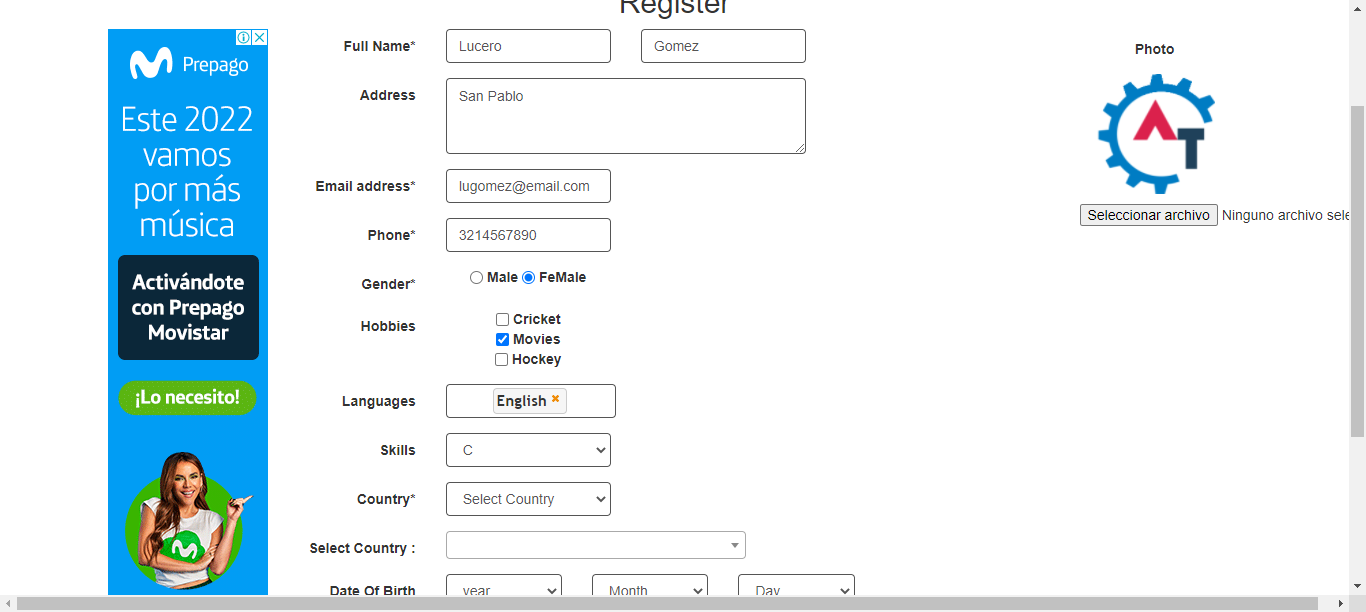 Register
Prepago
Este 2022
vamos
por más
música
Activándote
con Prepago
Movistar
¡Lo necesito!
Full Name* Lucero Gomez
Address San Pablo
Email address* lugomez@email.com
Phone* 3214567890
Gender* Male FeMale
Hobbies Cricket
Movies
Hockey
Languages English
Skills C
Country* Select Country
Select Country :
Date Of Birth year Month Day
Photo
AT
Seleccionar archivo Ninguno archivo sele